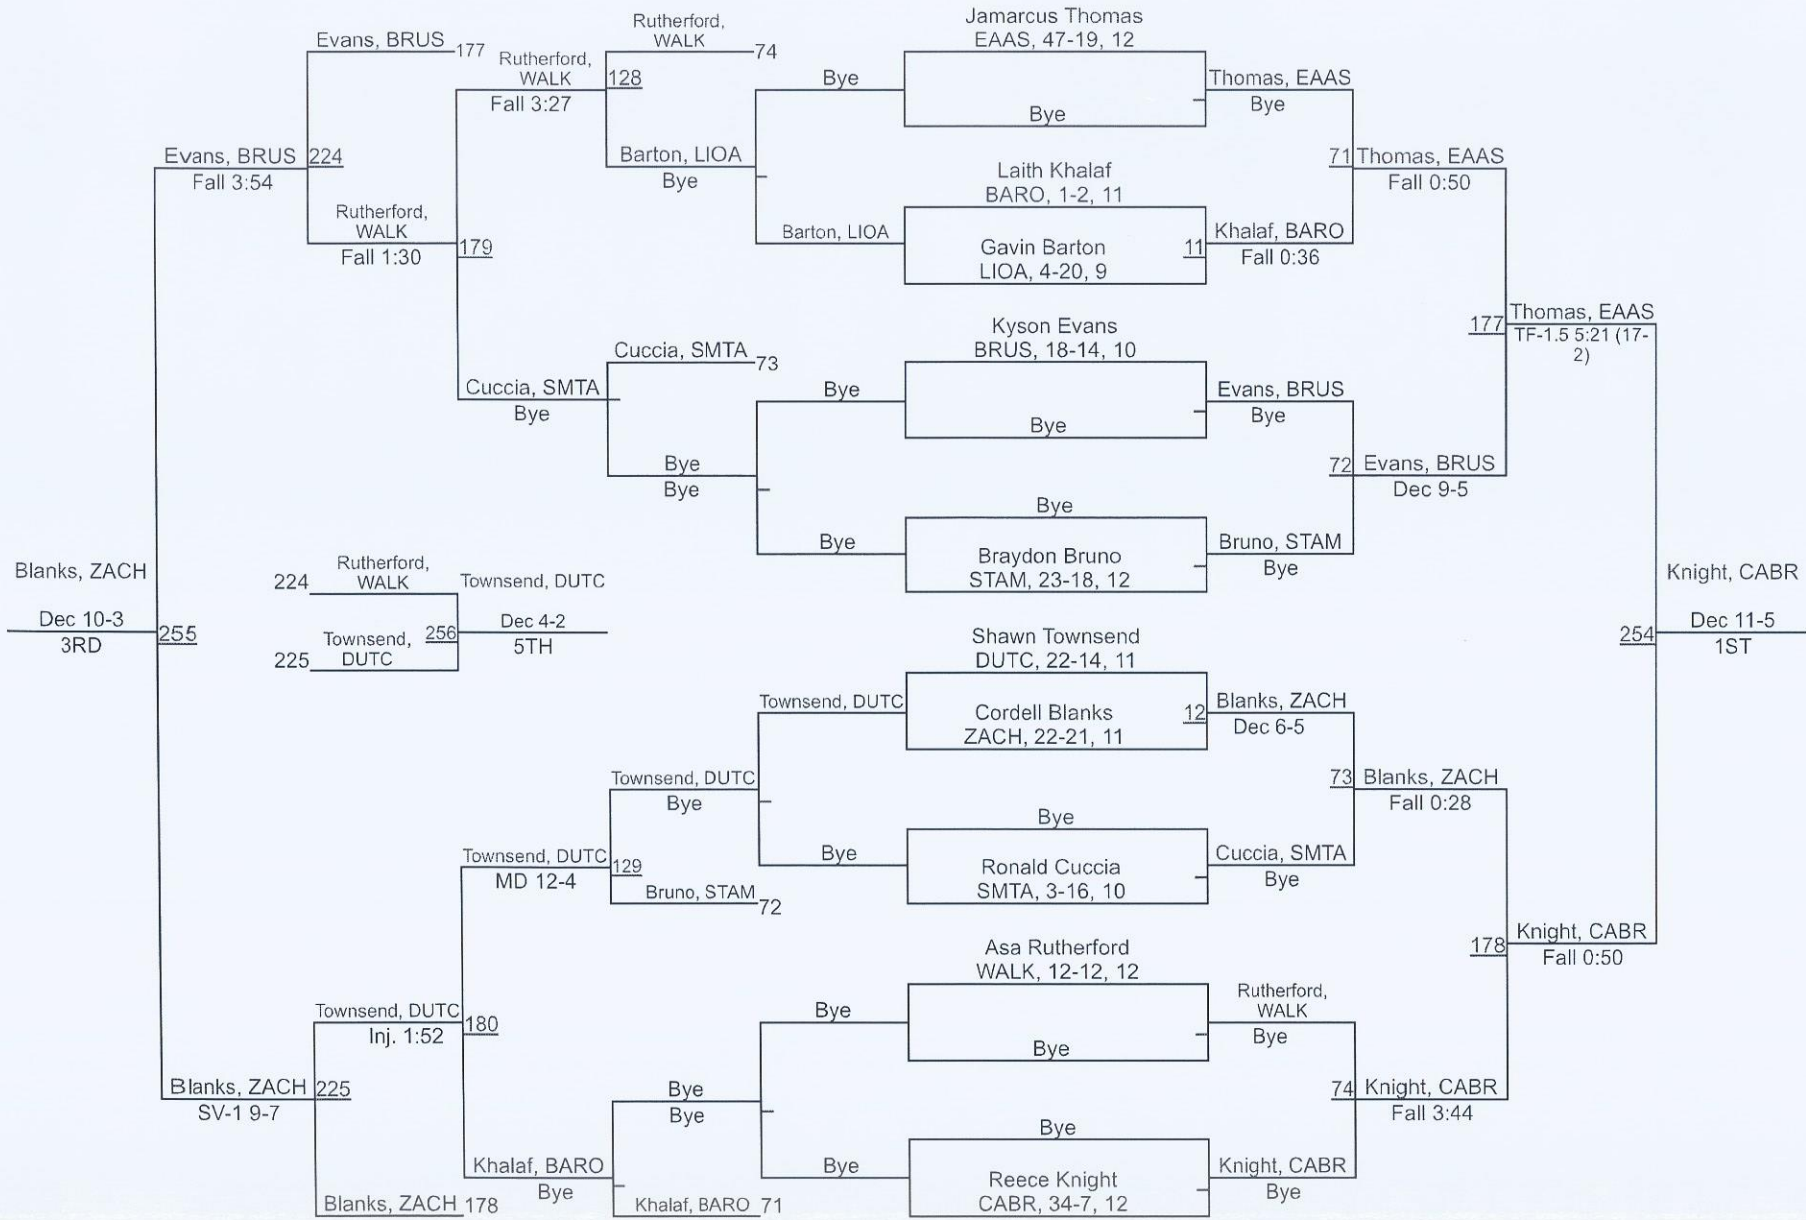 Jamarcus Thomas
EAAS, 47-19, 12
Bye
Laith Khalaf
BARO, 1-2, 11
Gavin Barton
LIOA, 4-20, 9
Kyson Evans
BRUS, 18-14, 10
Bye
Bye
Braydon Bruno
STAM, 23-18, 12
Shawn Townsend
DUTC, 22-14, 11
Cordell Blanks
ZACH, 22-21, 11
Bye
Ronald Cuccia
SMTA, 3-16, 10
Asa Rutherford
WALK, 12-12, 12
Bye
Bye
Reece Knight
CABR, 34-7, 12
Thomas, EAAS
Bye
11
Khalaf, BARO
Fall 0:36
Evans, BRUS
Bye
Bruno, STAM
Bye
12
Blanks, ZACH
Dec 6-5
Cuccia, SMTA
Bye
Rutherford,
WALK
Bye
Knight, CABR
Bye
71
Thomas, EAAS
Fall 0:50
72
Evans, BRUS
Dec 9-5
73
Blanks, ZACH
Fall 0:28
74
Knight, CABR
Fall 3:44
177
Thomas, EAAS
TF-1.5 5:21 (17-
2)
178
Knight, CABR
Fall 0:50
254
Knight, CABR
Dec 11-5
1ST
Bye
Barton, LIOA
Bye
Bye
Townsend, DUTC
Bye
Bye
Bye
Rutherford,
WALK
74
Barton, LIOA
Bye
Cuccia, SMTA
73
Bye
Bye
Townsend, DUTC
Bye
Bruno, STAM
72
Bye
Bye
Khalaf, BARO
71
Rutherford,
WALK
128
Fall 3:27
Cuccia, SMTA
Bye
Townsend, DUTC
129
MD 12-4
Khalaf, BARO
Bye
Evans, BRUS
177
Rutherford,
WALK
179
Fall 1:30
Townsend, DUTC
180
Inj. 1:52
Blanks, ZACH
178
Evans, BRUS
224
Fall 3:54
Blanks, ZACH
225
SV-1 9-7
Blanks, ZACH
Dec 10-3
255
3RD
224
Rutherford,
WALK
225
Townsend,
DUTC
256
Townsend, DUTC
Dec 4-2
5TH